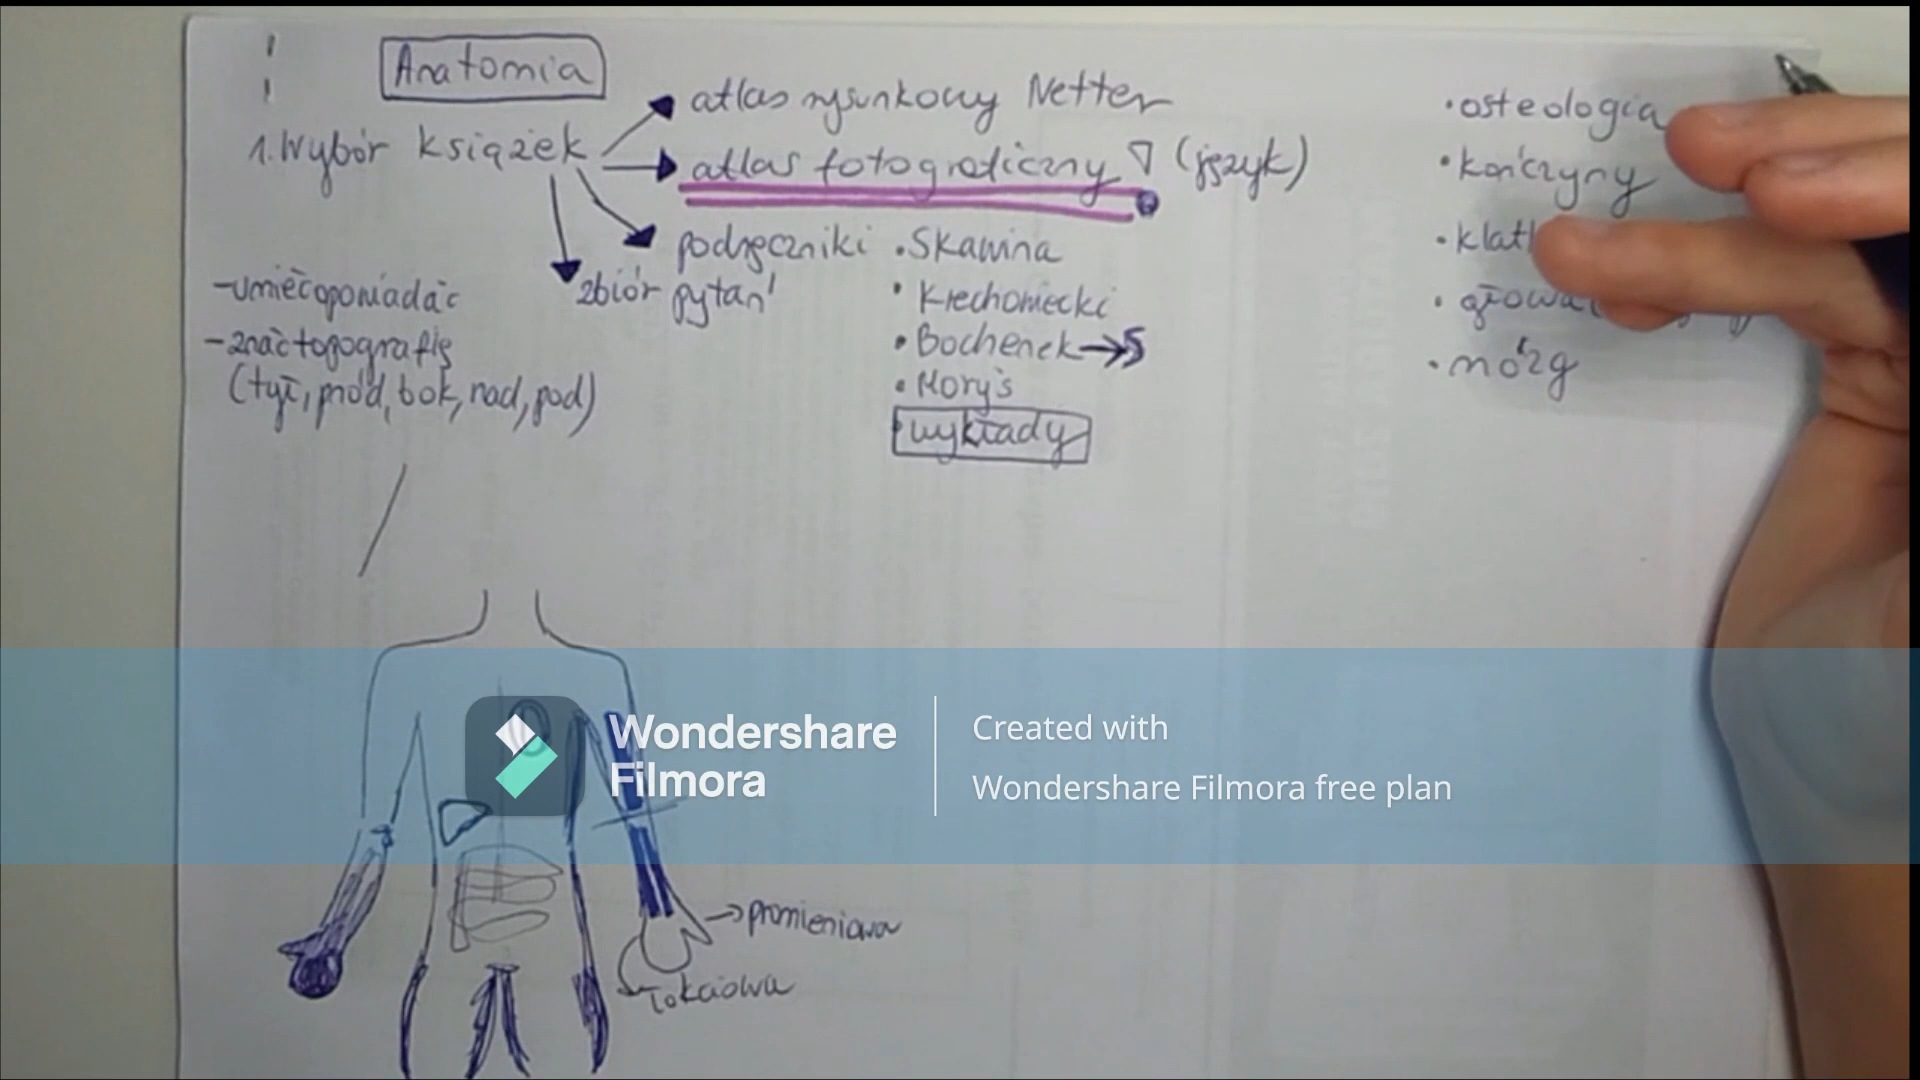 Anatomia
1. Wybór książek
atlas rysunkowy Netter
atlas fotograficzny (język)
podręczniki
• Skawina
• Krechowiecki
• Bochenek → 5
• Moryś
wykłady
zbiór pytań
- umieć opowiadać
- znać topografię
(tył, przód, bok, nad, pod)
• osteologia
• kończyny
• głowa
• mózg
Wondershare
Filmora
Created with
Wondershare Filmora free plan
→ promieniowa
łokciowa